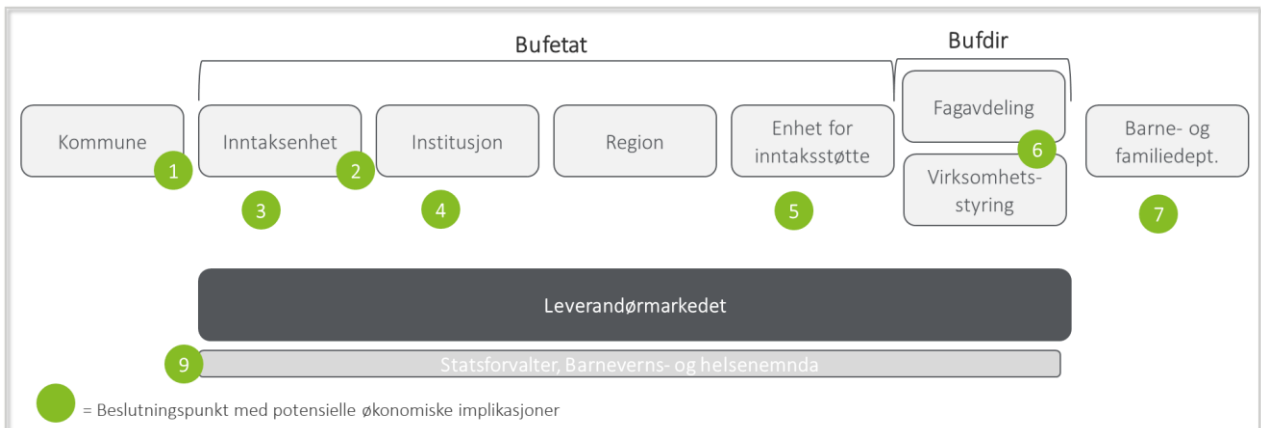 Bufetat
Bufdir
Kommune
1
Inntaksenhet
2
3
Institusjon
4
Region
Enhet for
inntaksstøtte
5
Fagavdeling
6
Virksomhets-
styring
Barne- og
familiedept.
7
Leverandørmarkedet
9
Statsforvalter, Barneverns- og helsenemnda
= Beslutningspunkt med potensielle økonomiske implikasjoner